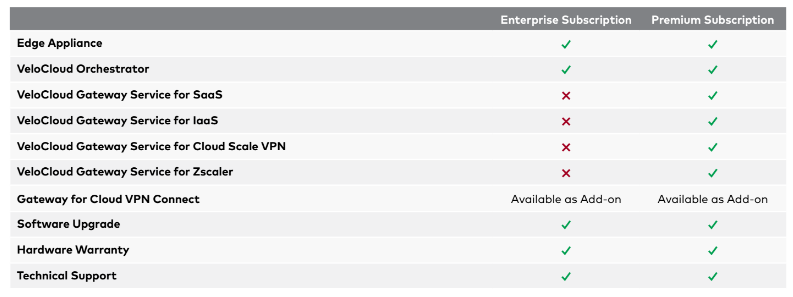 Enterprise Subscription Premium Subscription
Edge Appliance ✓ ✓
VeloCloud Orchestrator ✓ ✓
VeloCloud Gateway Service for SaaS ✗ ✓
VeloCloud Gateway Service for IaaS ✗ ✓
VeloCloud Gateway Service for Cloud Scale VPN ✗ ✓
VeloCloud Gateway Service for Zscaler ✗ ✓
Gateway for Cloud VPN Connect Available as Add-on Available as Add-on
Software Upgrade ✓ ✓
Hardware Warranty ✓ ✓
Technical Support ✓ ✓